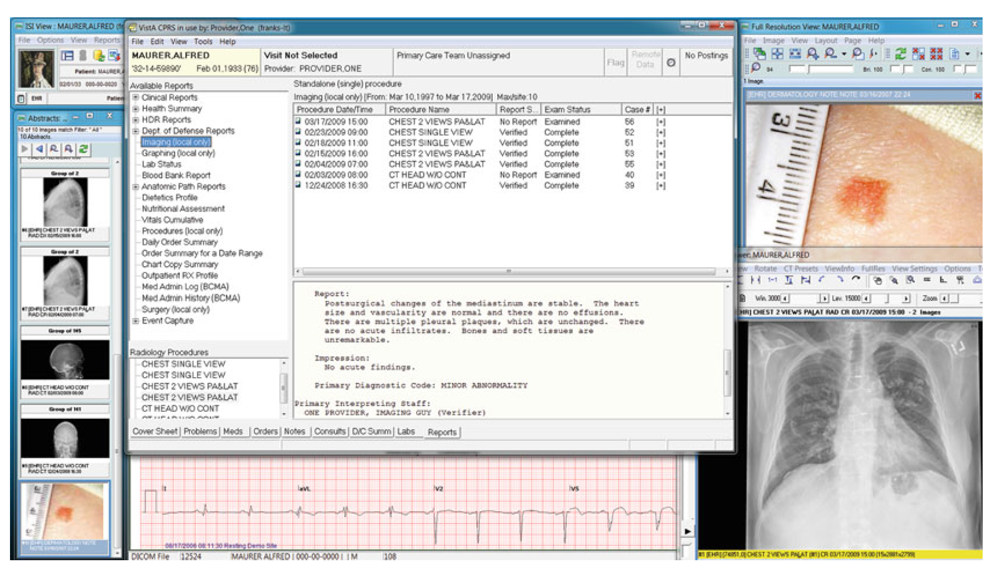 ISI View : MAURER,ALFRED
File Options View Reports
Patient: MAURER,A
02/01/33 000-00-0020
EHR
Patien
Abstracts: ...
10 of 10 Images match Filter: "All"
10 Abstracts.
Group of 2
#6 [EHR] CHEST 2 VIEWS PA&LAT
RAD CR 02/15/2009 16:00
Group of 2
#7 [EHR] CHEST 2 VIEWS PA&LAT
RAD CR 02/04/2009 07:00
Group of 145
#8 [EHR] CT HEAD W/O CONT
RAD CT 02/03/2009 08:00
Group of 141
#9 [EHR] CT HEAD W/O CONT
RAD CT 12/24/2008 16:30
#10 [EHR] DERMATOLOGY NOTE
NOTE 03/16/2007 22:24
VistA CPRS in use by: Provider,One (franks-lt)
File Edit View Tools Help
MAURER,ALFRED
'32-14-59890' Feb 01,1933 (76)
Visit Not Selected
Provider: PROVIDER,ONE
Primary Care Team Unassigned
Flag
Remote
Data
No Postings
Available Reports
Clinical Reports
Health Summary
HDR Reports
Dept. of Defense Reports
Imaging (local only)
Graphing (local only)
Lab Status
Blood Bank Report
Anatomic Path Reports
Dietetics Profile
Nutritional Assessment
Vitals Cumulative
Procedures (local only)
Daily Order Summary
Order Summary for a Date Range
Chart Copy Summary
Outpatient RX Profile
Med Admin Log (BCMA)
Med Admin History (BCMA)
Surgery (local only)
Event Capture
Radiology Procedures
CHEST SINGLE VIEW
CHEST SINGLE VIEW
CHEST 2 VIEWS PA&LAT
CHEST 2 VIEWS PA&LAT
CT HEAD W/O CONT
CT HEAD W/O CONT
Standalone (single) procedure
Imaging (local only) [From: Mar 10,1997 to Mar 17,2009] Max/site:10
Procedure Date/Time Procedure Name Report S... Exam Status Case # [+]
03/17/2009 15:00 CHEST 2 VIEWS PA&LAT No Report Examined 56 [+]
02/23/2009 09:00 CHEST SINGLE VIEW Verified Complete 52 [+]
02/18/2009 11:00 CHEST SINGLE VIEW Verified Complete 51 [+]
02/15/2009 16:00 CHEST 2 VIEWS PA&LAT Verified Complete 53 [+]
02/04/2009 07:00 CHEST 2 VIEWS PA&LAT Verified Complete 55 [+]
02/03/2009 08:00 CT HEAD W/O CONT No Report Examined 40 [+]
12/24/2008 16:30 CT HEAD W/O CONT Verified Complete 39 [+]
Report:
Postsurgical changes of the mediastinum are stable. The heart
size and vascularity are normal and there are no effusions.
There are multiple pleural plaques, which are unchanged. There
are no acute infiltrates. Bones and soft tissues are
unremarkable.
Impression:
No acute findings.
Primary Diagnostic Code: MINOR ABNORMALITY
Primary Interpreting Staff:
ONE PROVIDER, IMAGING GUY (Verifier)
Cover Sheet Problems Meds Orders Notes Consults D/C Summ Labs Reports
aVL V2 V5
08/17/2006 08:11:30 Resting Demo Site
DICOM File 12524 MAURER ALFRED | 000-00-0000 | | M 108
Full Resolution View: MAURER,ALFRED
File Image View Layout Page Help
94 Bri. 100 Con. 100
1 Image.
[EHR] DERMATOLOGY NOTE NOTE 03/16/2007 22:24
3
4
wer: MAURER,ALFRED
ew Rotate CT Presets ViewInfo FullRes View Settings Options T
Win. 3000 Lev. 15000 Zoom
HR] CHEST 2 VIEWS PA&LAT RAD CR 03/17/2009 15:00 - 2 Images
#1 [EHR] [74851,0] CHEST 2 VIEWS PA&LAT (#1) CR 03/17/2009 15:00 (15x2881x2799)